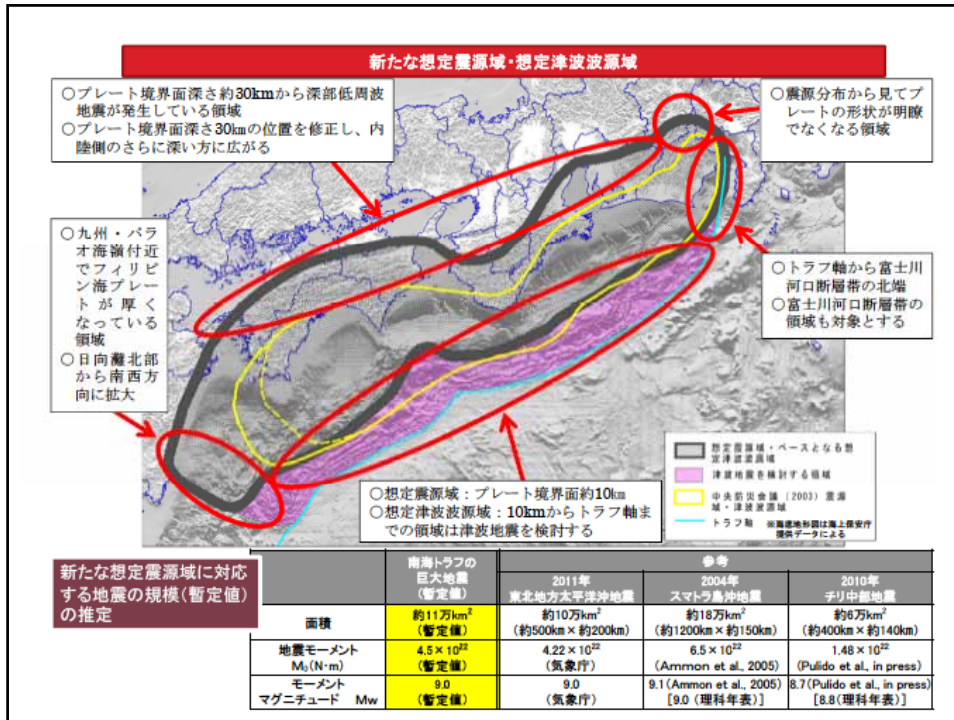 新たな想定震源域・想定津波波源域
○プレート境界面深さ約30kmから深部低周波
地震が発生している領域
○プレート境界面深さ30kmの位置を修正し、内
陸側のさらに深い方に広がる
○震源分布から見てプ
レートの形状が明瞭
でなくなる領域
○九州・パラ
オ海嶺付近
でフィリピ
ン海プレー
トが厚く
なっている
領域
○日向灘北部
から南西方
向に拡大
○トラフ軸から富士川
河口断層帯の北端
○富士川河口断層帯の
領域も対象とする
○想定震源域：プレート境界面約10km
○想定津波波源域：10kmからトラフ軸ま
での領域は津波地震を検討する
想定震源域・ベースとなる想
定津波波源域
津波地震を検討する領域
中央防災会議（2003）震源
域・津波波源域
トラフ軸 ※海底地形図は海上保安庁
提供データによる
新たな想定震源域に対応
する地震の規模（暫定値）
の推定
南海トラフの
巨大地震
（暫定値）
参考
2011年
東北地方太平洋沖地震
2004年
スマトラ島沖地震
2010年
チリ中部地震
面積
約11万km²
（暫定値）
約10万km²
（約500km×約200km）
約18万km²
（約1200km×約150km）
約6万km²
（約400km×約140km）
地震モーメント
M₀(N・m)
4.5×10²²
（暫定値）
4.22×10²²
（気象庁）
6.5×10²²
(Ammon et al., 2005)
1.48×10²²
(Pulido et al., in press)
モーメント
マグニチュード Mw
9.0
（暫定値）
9.0
（気象庁）
9.1(Ammon et al., 2005)
[9.0（理科年表）]
8.7(Pulido et al., in press)
[8.8（理科年表）]